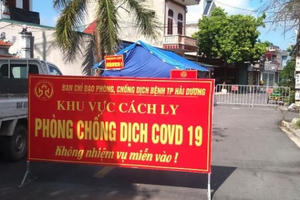 BAN CHỈ ĐẠO PHÒNG, CHỐNG DỊCH BỆNH TP HẢI DƯƠNG
KHU VỰC CÁCH LY
PHÒNG CHỐNG DỊCH COVD 19
Không nhiệm vụ miễn vào !